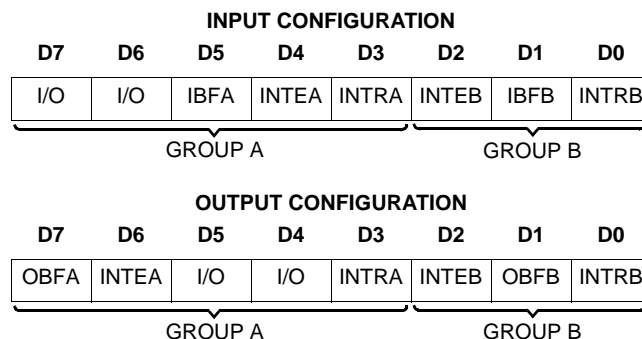 INPUT CONFIGURATION
D7 D6 D5 D4 D3 D2 D1 D0
I/O I/O IBFA INTEA INTRA INTEB IBFB INTRB
GROUP A GROUP B
OUTPUT CONFIGURATION
D7 D6 D5 D4 D3 D2 D1 D0
OBFA INTEA I/O I/O INTRA INTEB OBFB INTRB
GROUP A GROUP B